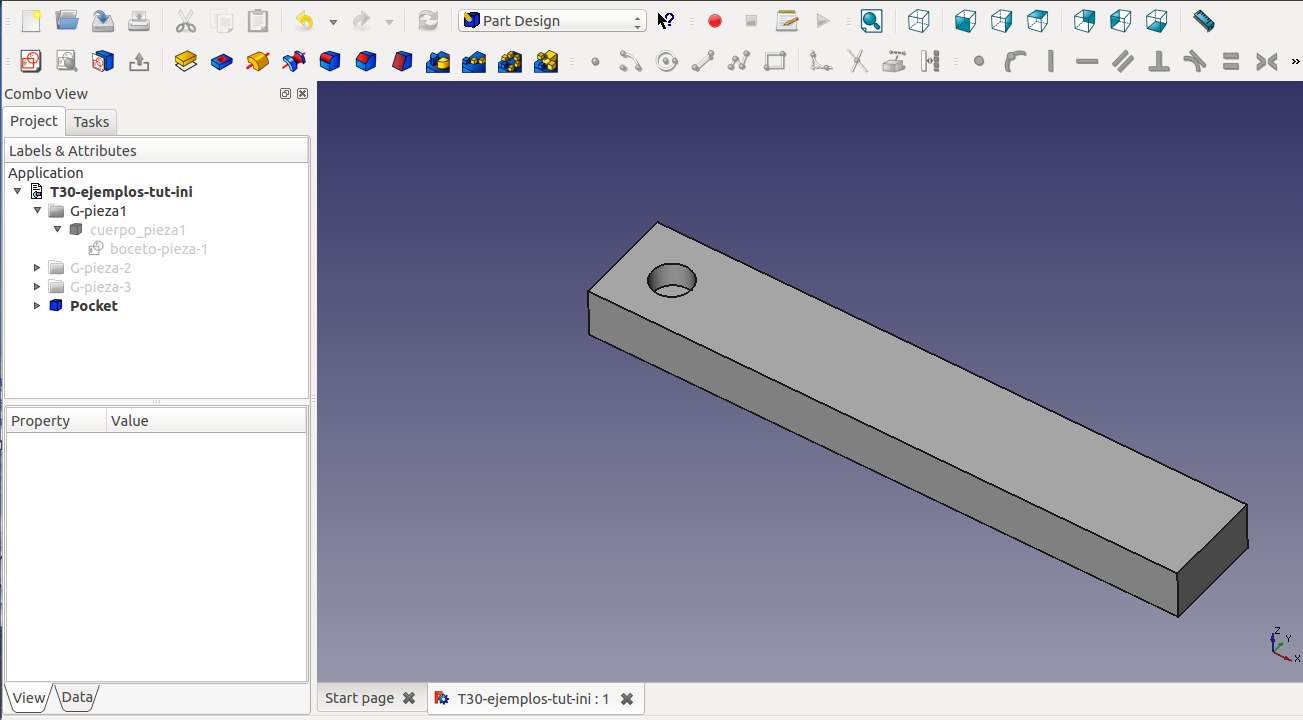 Part Design
Combo View
Project
Tasks
Labels & Attributes
Application
T30-ejemplos-tut-ini
G-pieza1
cuerpo_pieza1
boceto-pieza-1
G-pieza-2
G-pieza-3
Pocket
Property
Value
View
Data
Start page
T30-ejemplos-tut-ini : 1
Z
Y
X